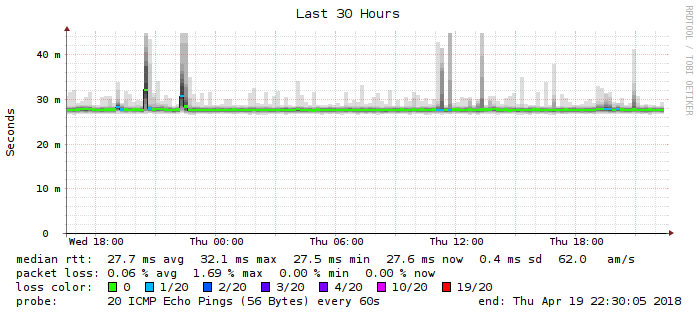 Last 30 Hours
RRDTOOL / TOBI OETIKER
Seconds
40 m
30 m
20 m
10 m
0
Wed 18:00 Thu 00:00 Thu 06:00 Thu 12:00 Thu 18:00
median rtt: 27.7 ms avg 32.1 ms max 27.5 ms min 27.6 ms now 0.4 ms sd 62.0 am/s
packet loss: 0.06 % avg 1.69 % max 0.00 % min 0.00 % now
loss color: 0 1/20 2/20 3/20 4/20 10/20 19/20
probe: 20 ICMP Echo Pings (56 Bytes) every 60s end: Thu Apr 19 22:30:05 2018